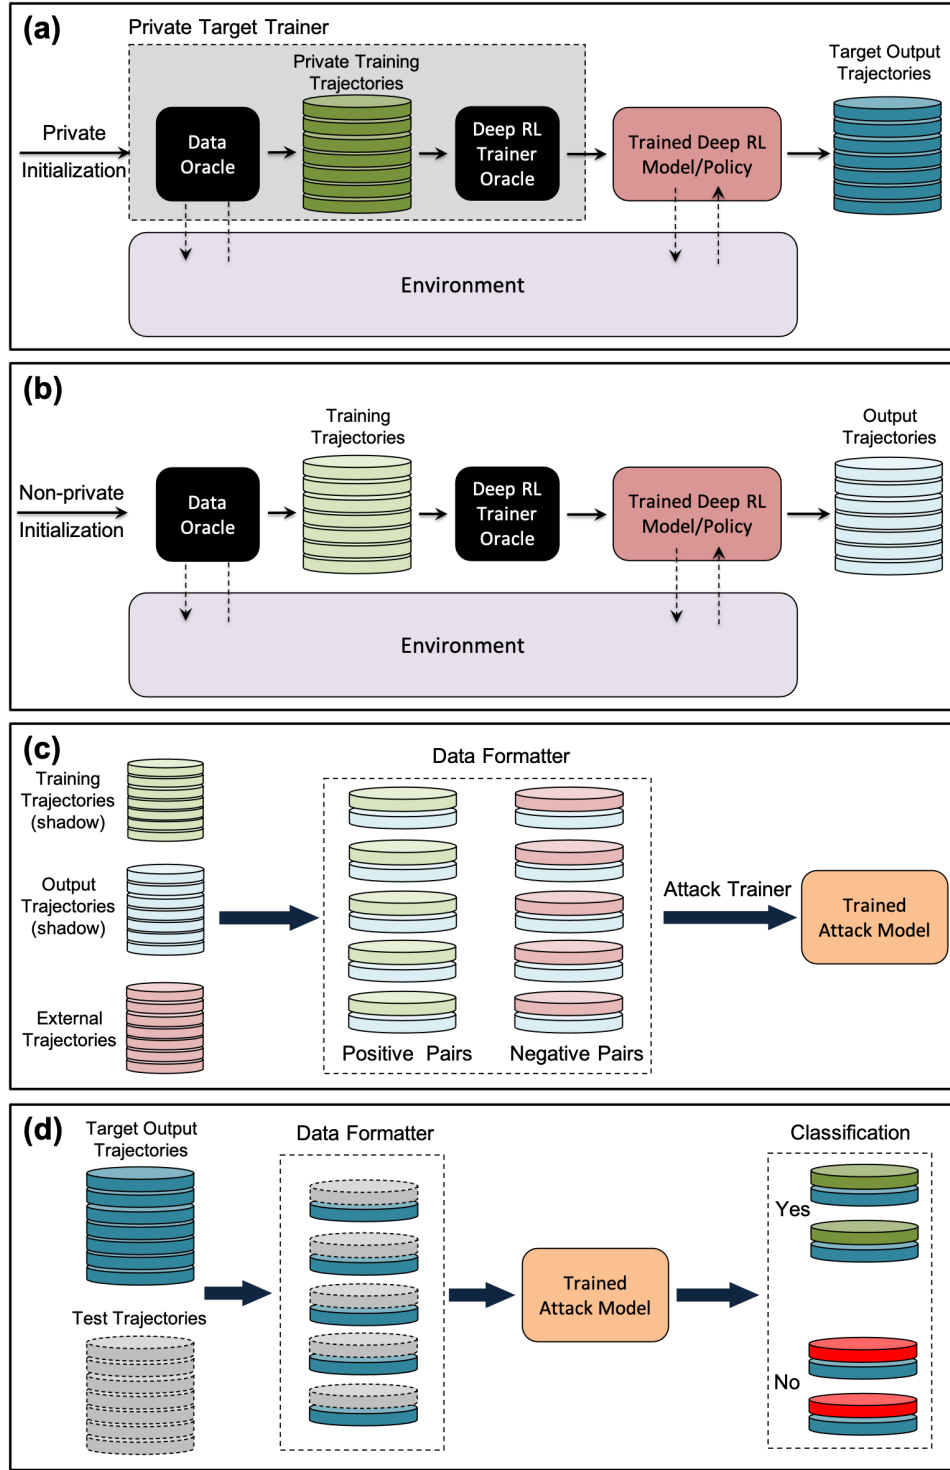 (a)
Private Target Trainer
Private Training
Trajectories
Target Output
Trajectories
Private
Initialization
Data
Oracle
Deep RL
Trainer
Oracle
Trained Deep RL
Model/Policy
Environment
(b)
Training
Trajectories
Output
Trajectories
Non-private
Initialization
Data
Oracle
Deep RL
Trainer
Oracle
Trained Deep RL
Model/Policy
Environment
(c)
Data Formatter
Training
Trajectories
(shadow)
Output
Trajectories
(shadow)
External
Trajectories
Positive Pairs
Negative Pairs
Attack Trainer
Trained
Attack Model
(d)
Target Output
Trajectories
Test Trajectories
Data Formatter
Trained
Attack Model
Classification
Yes
No